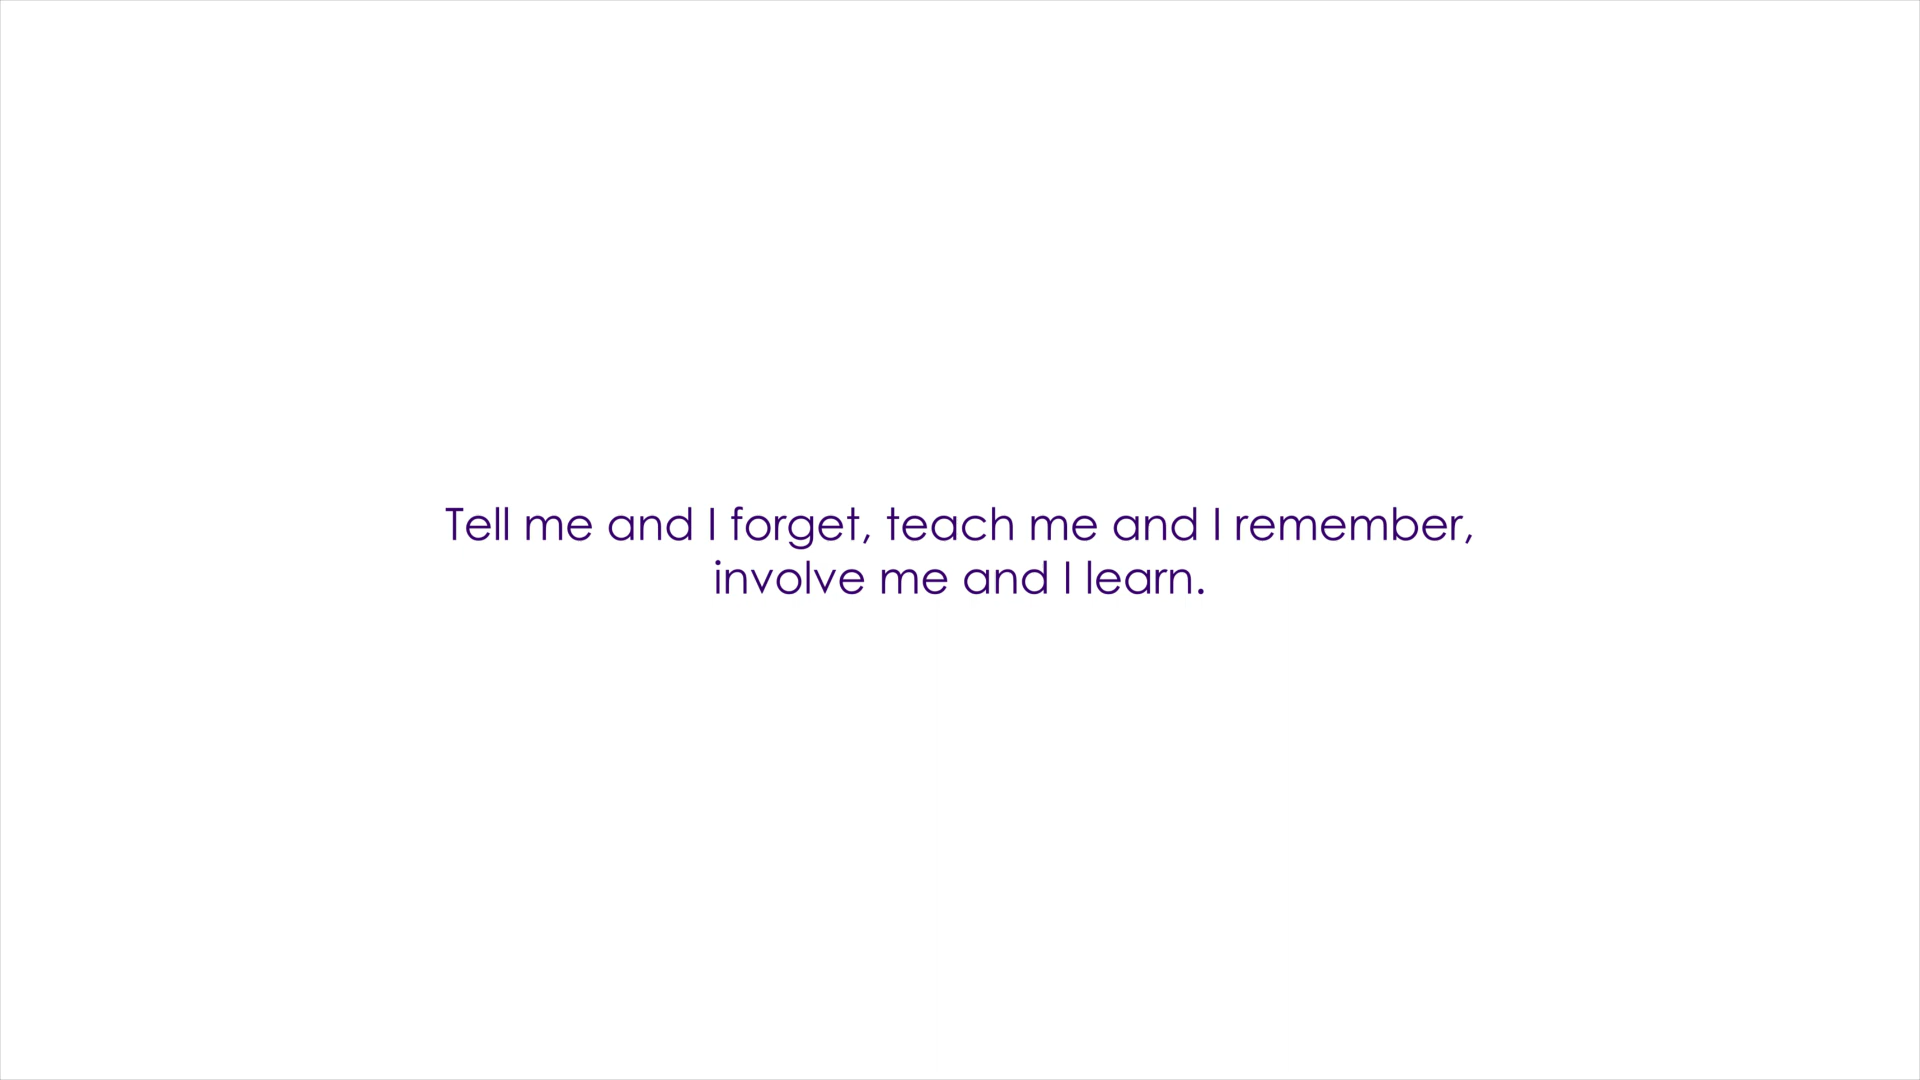 Tell me and I forget, teach me and I remember,
involve me and I learn.